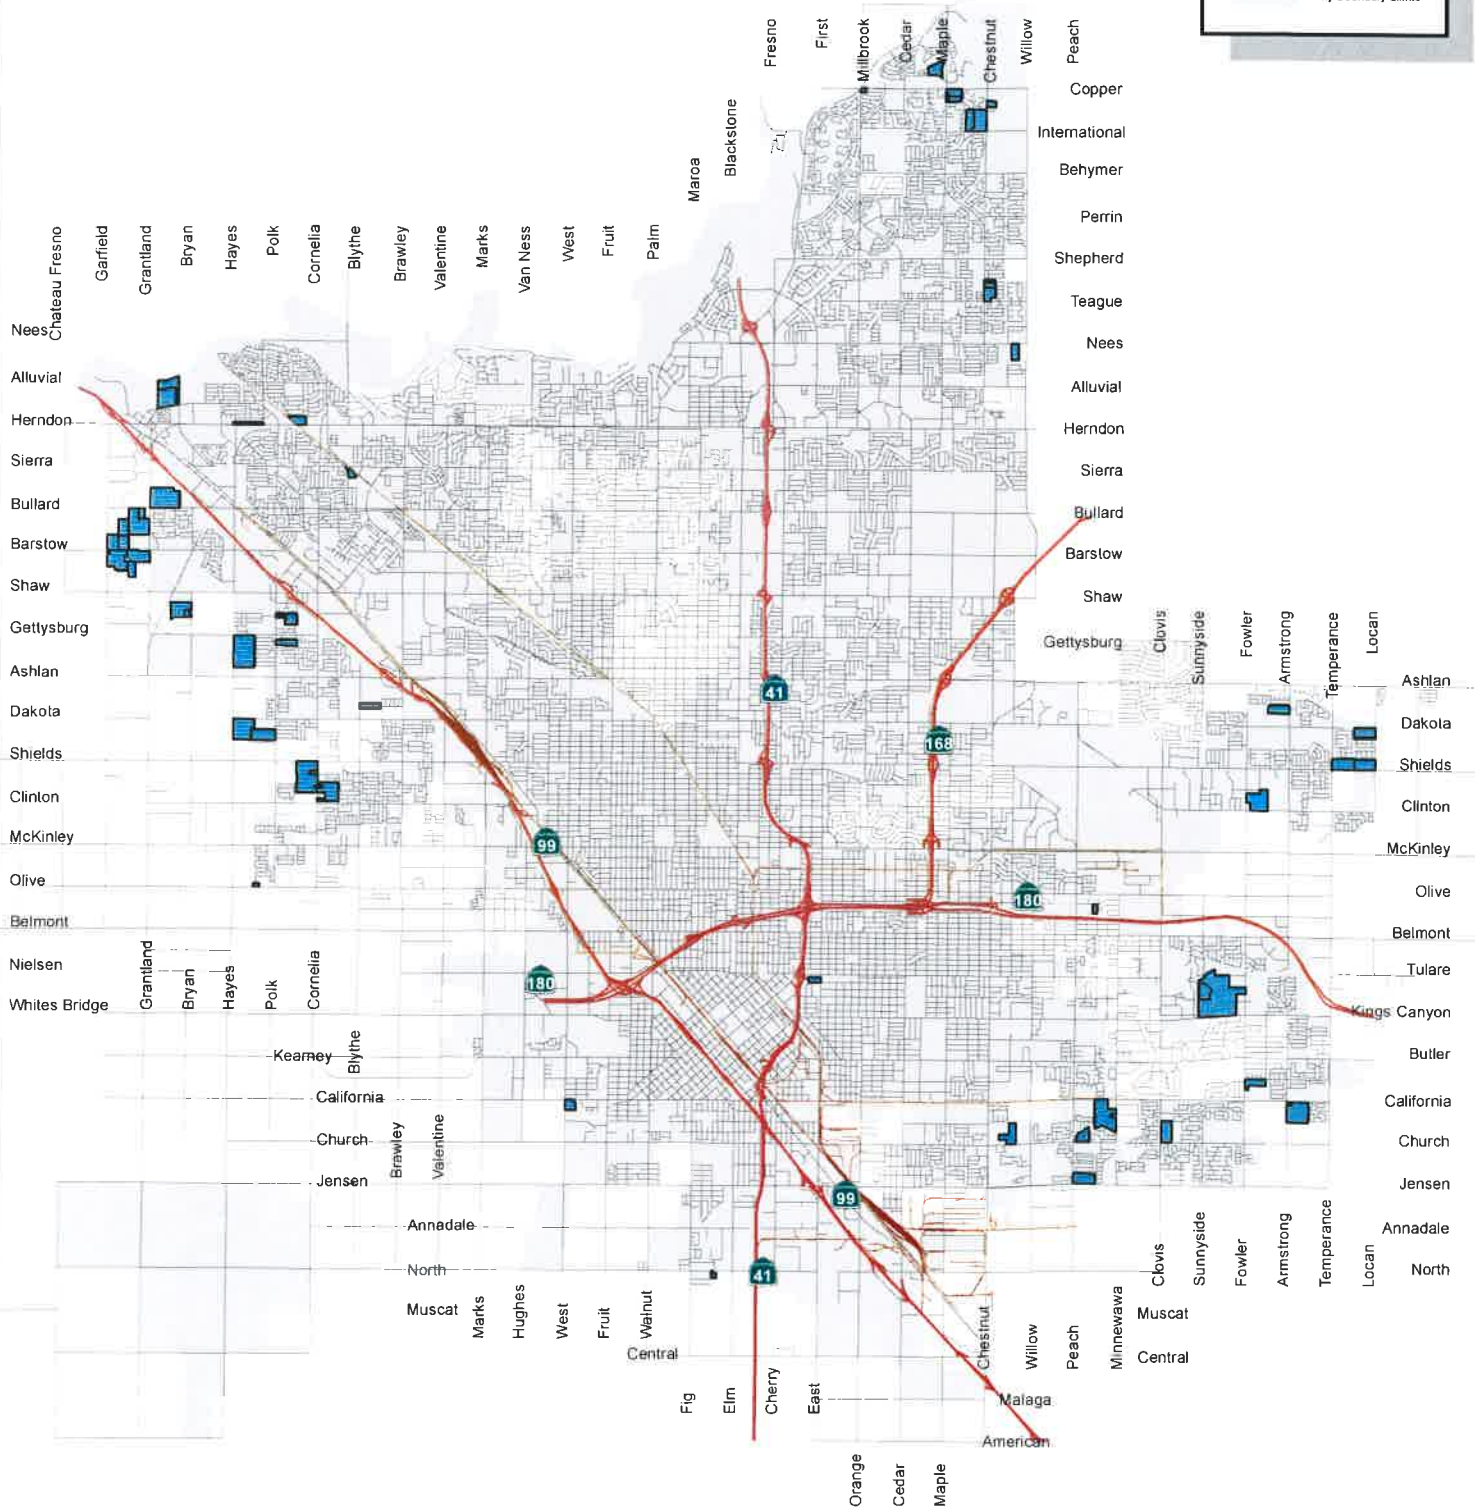 Fresno
First
Millbrook
Cedar
Maple
Chestnut
Willow
Peach
Copper
International
Behymer
Perrin
Shepherd
Teague
Nees
Alluvial
Herndon
Sierra
Bullard
Barstow
Shaw
Gettysburg
Blackstone
Maroa
Chateau Fresno
Garfield
Grantland
Bryan
Hayes
Polk
Cornelia
Blythe
Brawley
Valentine
Marks
Van Ness
West
Fruit
Palm
Nees
Alluvial
Herndon
Sierra
Bullard
Barstow
Shaw
Gettysburg
Ashlan
Dakota
Shields
Clinton
McKinley
Olive
Belmont
Nielsen
Whites Bridge
Clovis
Sunnyside
Fowler
Armstrong
Temperance
Locan
Ashlan
Dakota
Shields
Clinton
McKinley
Olive
Belmont
Tulare
Kings Canyon
Butler
California
Church
Jensen
Annadale
North
41
168
99
180
180
99
41
Grantland
Bryan
Hayes
Polk
Cornelia
Kearney
Blythe
California
Church
Brawley
Valentine
Jensen
Annadale
North
Muscat
Marks
Hughes
West
Fruit
Walnut
Central
Fig
Elm
Cherry
East
Orange
Cedar
Maple
Chestnut
Willow
Peach
Minnewawa
Clovis
Sunnyside
Fowler
Armstrong
Temperance
Locan
Muscat
Central
Malaga
American